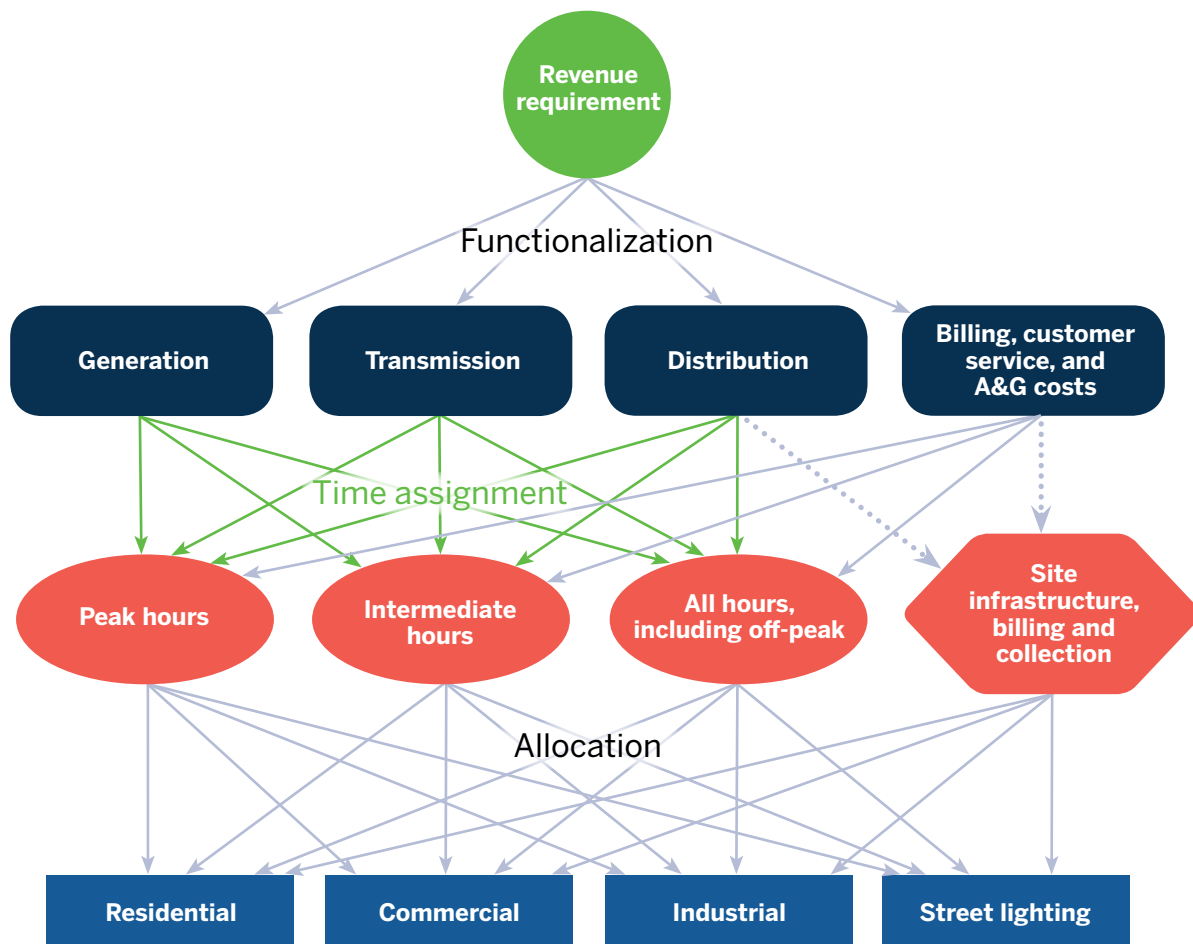 Revenue
requirement
Functionalization
Generation
Transmission
Distribution
Billing, customer
service, and
A&G costs
Time assignment
Peak hours
Intermediate
hours
All hours,
including off-peak
Site
infrastructure,
billing and
collection
Allocation
Residential
Commercial
Industrial
Street lighting